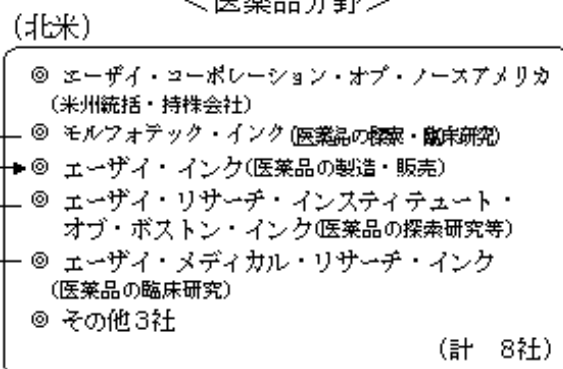 <医薬品分野>
(北米)
◎ エーザイ・コーポレーション・オブ・ノースアメリカ
(米州統括・持株会社)
◎ モルフォテック・インク(医薬品の探索・臨床研究)
◎ エーザイ・インク(医薬品の製造・販売)
◎ エーザイ・リサーチ・インスティテュート・
オブ・ボストン・インク(医薬品の探索研究等)
◎ エーザイ・メディカル・リサーチ・インク
(医薬品の臨床研究)
◎ その他3社
(計 8社)